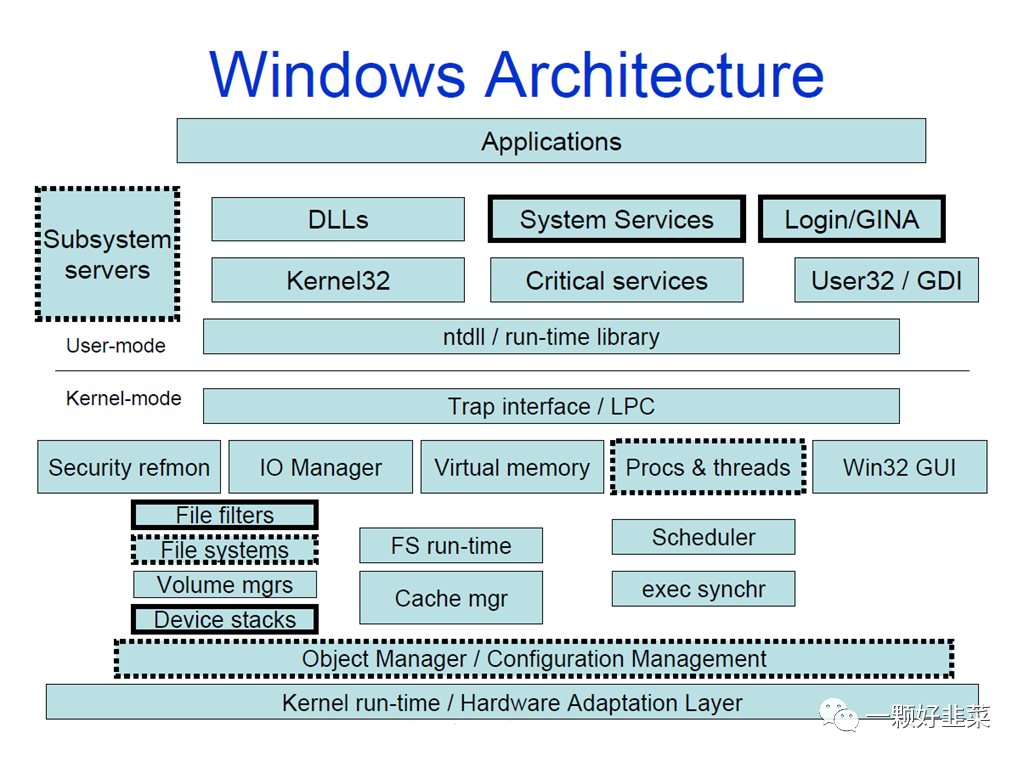 Windows Architecture
Applications
Subsystem
servers
DLLs
System Services
Login/GINA
Kernel32
Critical services
User32 / GDI
ntdll / run-time library
User-mode
Kernel-mode
Trap interface / LPC
Security refmon
IO Manager
Virtual memory
Procs & threads
Win32 GUI
File filters
File systems
Volume mgrs
Device stacks
FS run-time
Cache mgr
Scheduler
exec synchr
Object Manager / Configuration Management
Kernel run-time / Hardware Adaptation Layer
一颗好韭菜